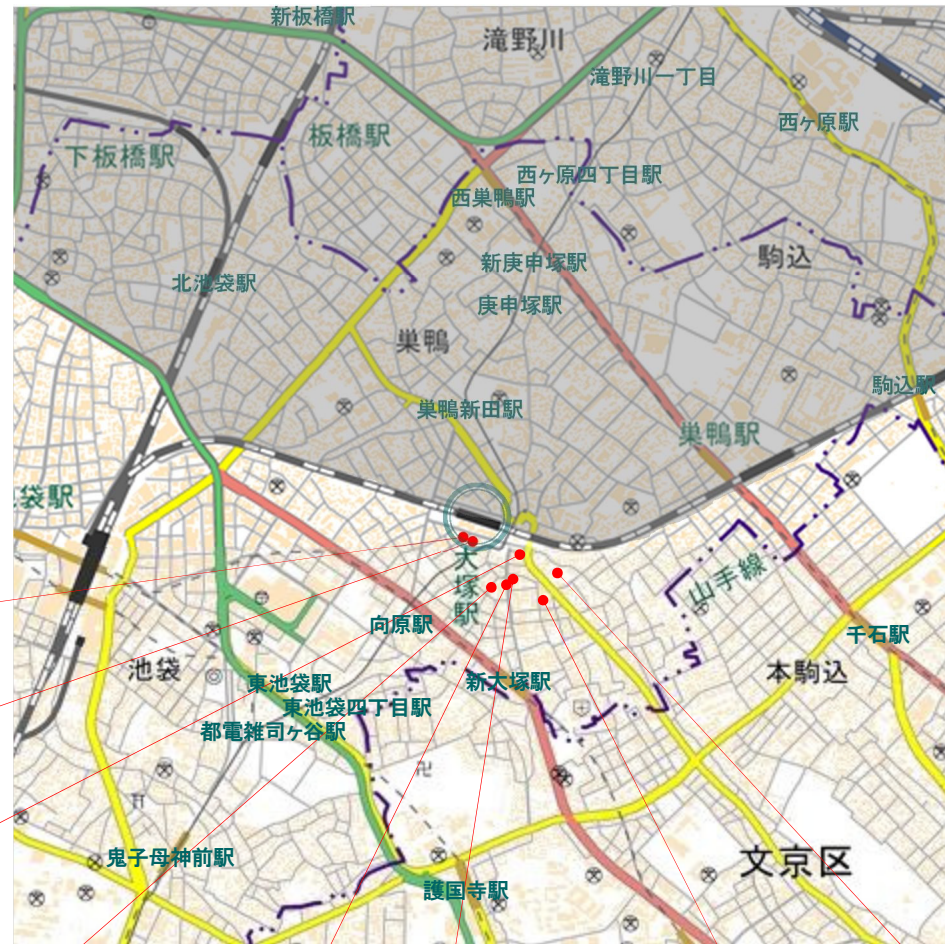 新板橋駅
滝野川
滝野川一丁目
西ヶ原駅
板橋駅
下板橋駅
西ヶ原四丁目駅
西巣鴨駅
新庚申塚駅
駒込
北池袋駅
庚申塚駅
巣鴨
駒込駅
巣鴨新田駅
巣鴨駅
袋駅
大塚駅
山手線
向原駅
千石駅
池袋
本駒込
東池袋駅
新大塚駅
東池袋四丁目駅
都電雑司ヶ谷駅
卍
鬼子母神前駅
文京区
護国寺駅